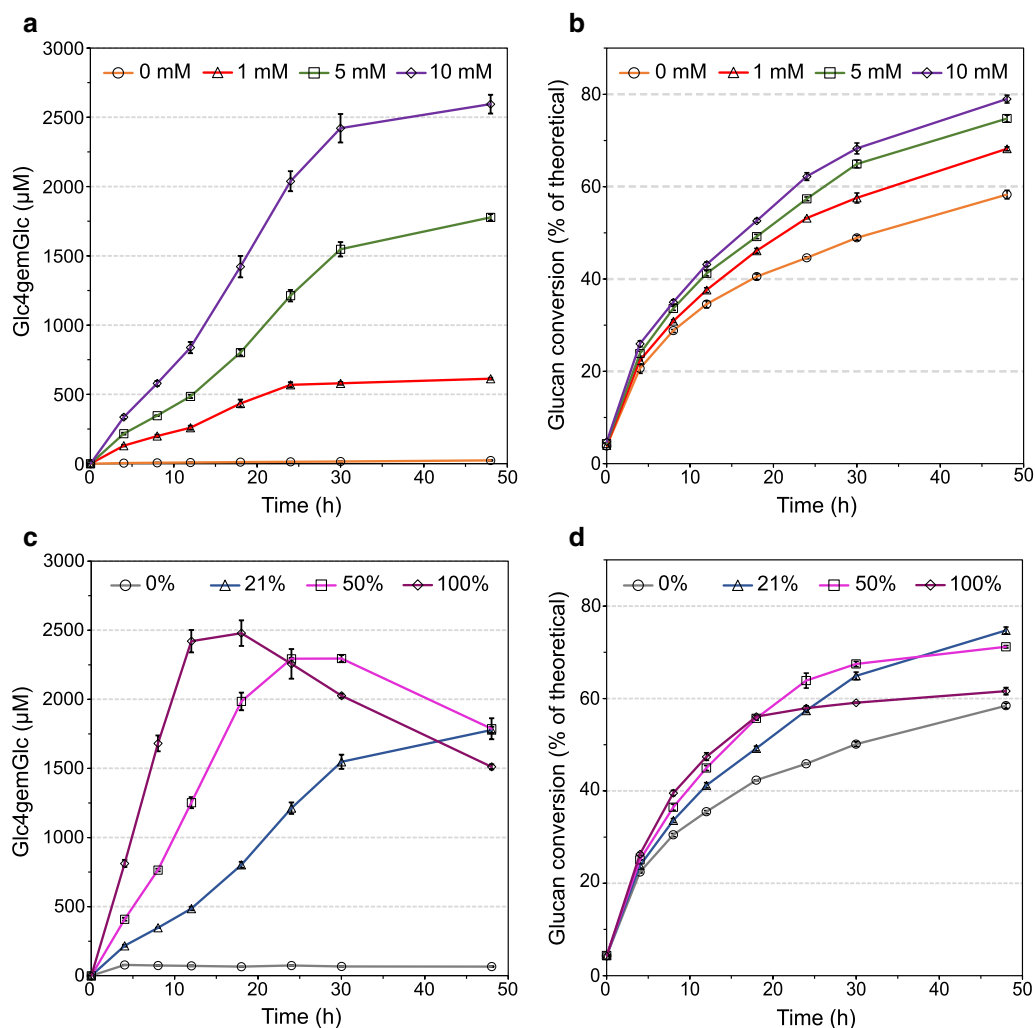 a
3000
0 mM 1 mM 5 mM 10 mM
2500
2000
1500
1000
500
0
Glc4gemGlc (µM)
0 10 20 30 40 50
Time (h)
b
0 mM 1 mM 5 mM 10 mM
80
60
40
20
0
Glucan conversion (% of theoretical)
0 10 20 30 40 50
Time (h)
c
3000
0% 21% 50% 100%
2500
2000
1500
1000
500
0
Glc4gemGlc (µM)
0 10 20 30 40 50
Time (h)
d
0% 21% 50% 100%
80
60
40
20
0
Glucan conversion (% of theoretical)
0 10 20 30 40 50
Time (h)